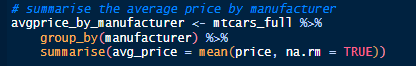 # summarise the average price by manufacturer
avgprice_by_manufacturer <- mtcars_full %>%
group_by(manufacturer) %>%
summarise(avg_price = mean(price, na.rm = TRUE))